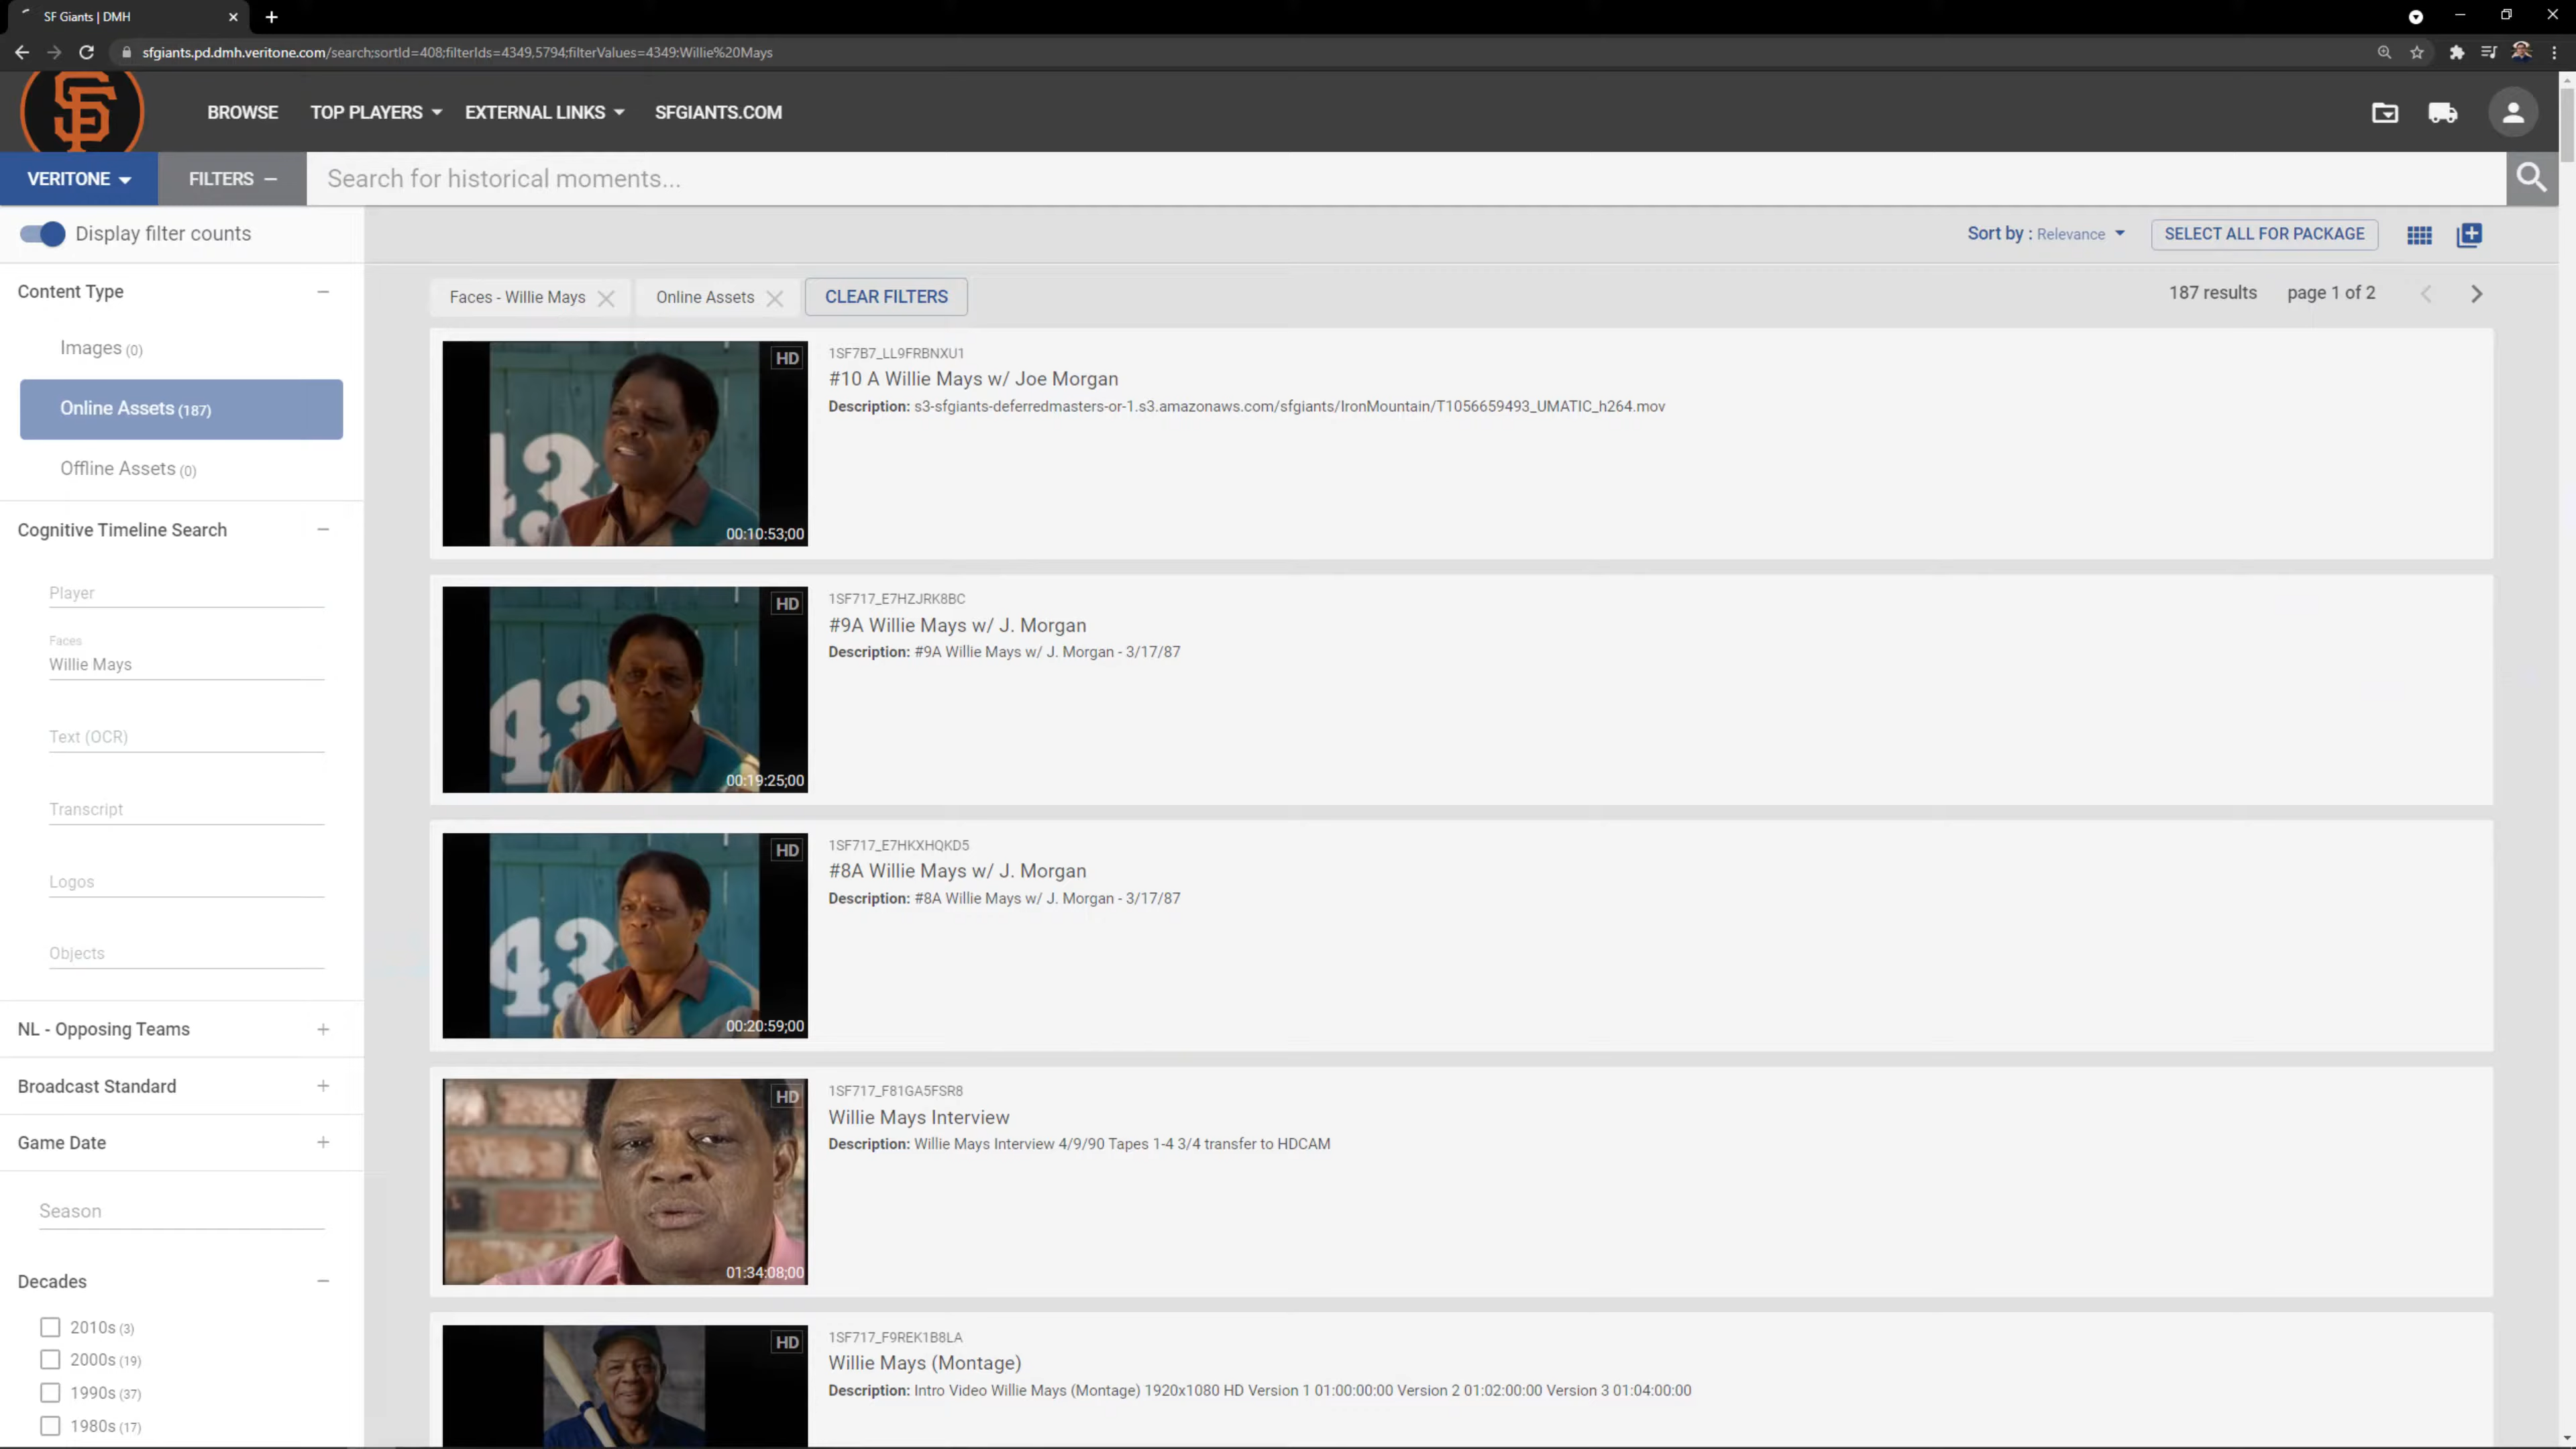 SF Giants | DMH
sfgiants.pd.dmh.veritone.com/search;sortId=408;filterIds=4349,5794;filterValues=4349:Willie%20Mays
SF
BROWSE
TOP PLAYERS
EXTERNAL LINKS
SFGIANTS.COM
VERITONE
FILTERS
Search for historical moments...
Display filter counts
Sort by : Relevance
SELECT ALL FOR PACKAGE
Content Type
Images (0)
Online Assets (187)
Offline Assets (0)
Cognitive Timeline Search
Player
Faces
Willie Mays
Text (OCR)
Transcript
Logos
Objects
NL - Opposing Teams
Broadcast Standard
Game Date
Season
Decades
2010s (3)
2000s (19)
1990s (37)
1980s (17)
Faces - Willie Mays
Online Assets
CLEAR FILTERS
187 results
page 1 of 2
HD
43
00:10:53;00
1SF7B7_LL9FRBNXU1
#10 A Willie Mays w/ Joe Morgan
Description: s3-sfgiants-deferredmasters-or-1.s3.amazonaws.com/sfgiants/IronMountain/T1056659493_UMATIC_h264.mov
HD
43
00:19:25;00
1SF717_E7HZJRK8BC
#9A Willie Mays w/ J. Morgan
Description: #9A Willie Mays w/ J. Morgan - 3/17/87
HD
43
00:20:59;00
1SF717_E7HKXHQKD5
#8A Willie Mays w/ J. Morgan
Description: #8A Willie Mays w/ J. Morgan - 3/17/87
HD
01:34:08;00
1SF717_F81GA5FSR8
Willie Mays Interview
Description: Willie Mays Interview 4/9/90 Tapes 1-4 3/4 transfer to HDCAM
HD
1SF717_F9REK1B8LA
Willie Mays (Montage)
Description: Intro Video Willie Mays (Montage) 1920x1080 HD Version 1 01:00:00:00 Version 2 01:02:00:00 Version 3 01:04:00:00